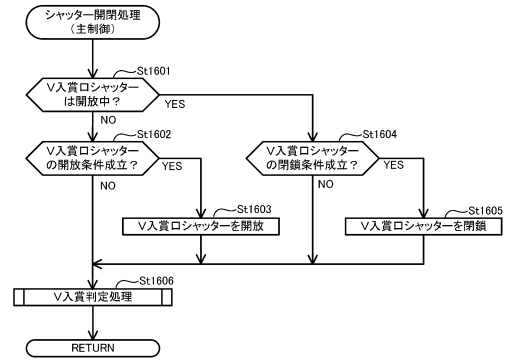 シャッター開閉処理
（主制御）
St1601
V入賞口シャッター
は開放中？
YES
NO
St1602
V入賞口シャッター
の開放条件成立？
YES
NO
St1604
V入賞口シャッター
の閉鎖条件成立？
YES
NO
St1603
V入賞口シャッターを開放
St1605
V入賞口シャッターを閉鎖
St1606
V入賞判定処理
RETURN